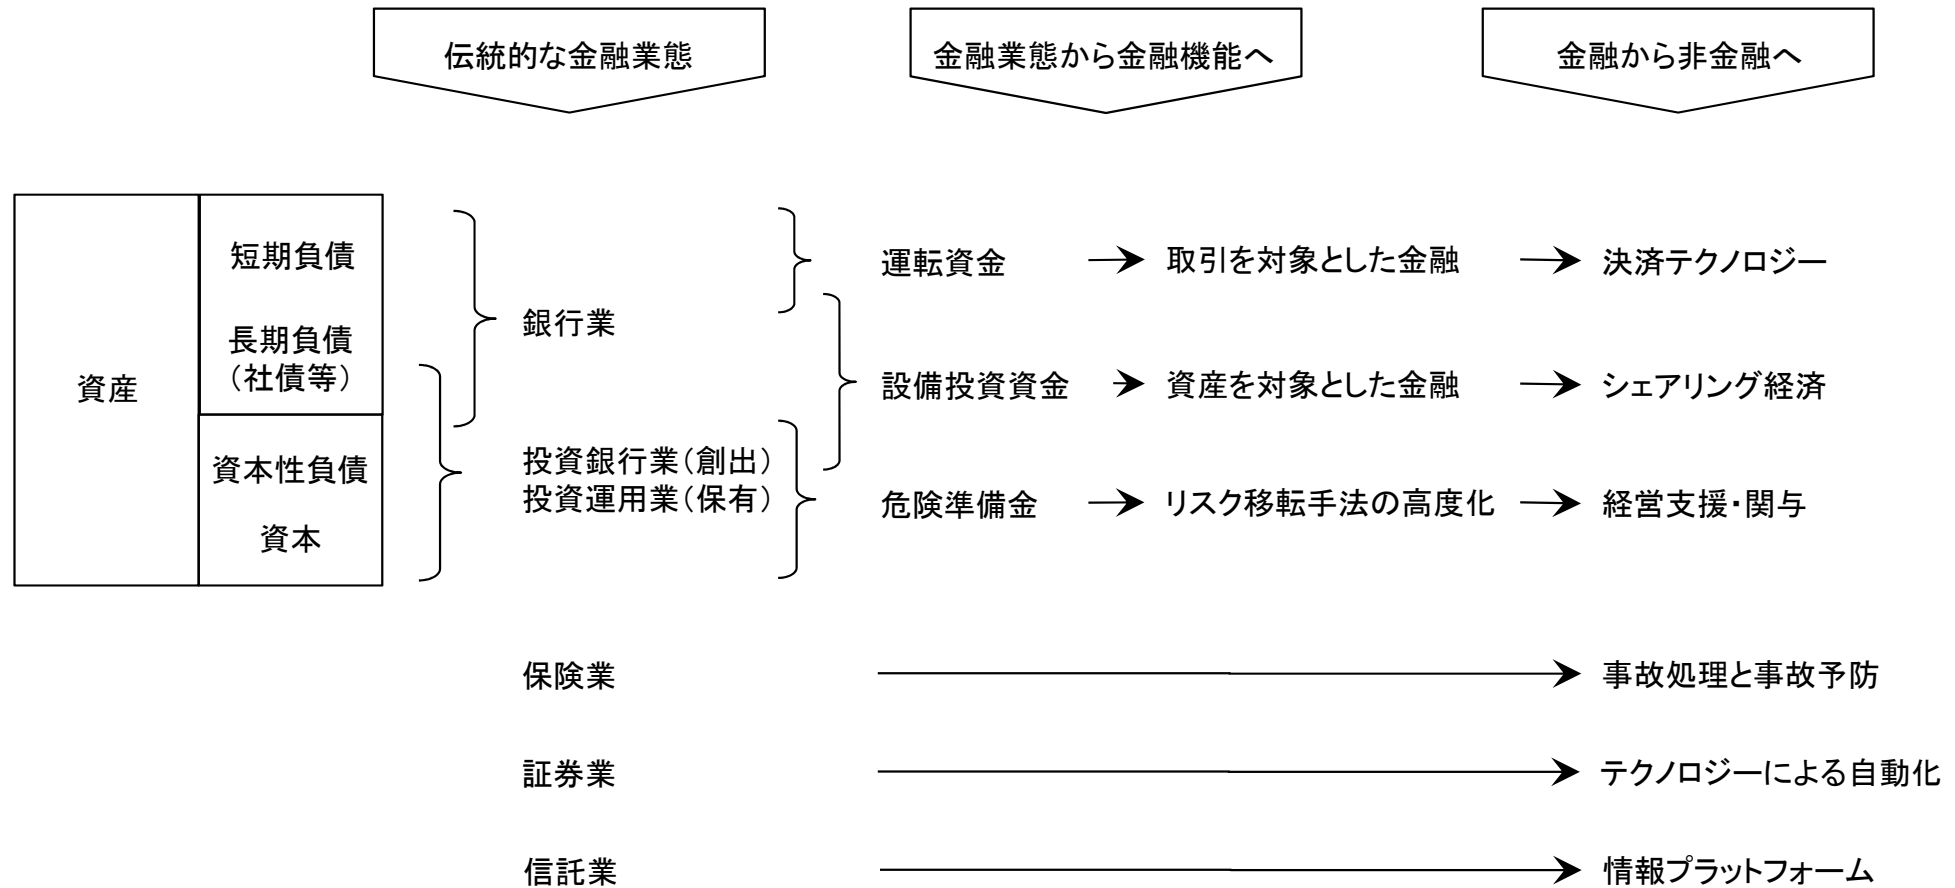 伝統的な金融業態
金融業態から金融機能へ
金融から非金融へ
資産
短期負債
長期負債
（社債等）
資本性負債
資本
銀行業
投資銀行業（創出）
投資運用業（保有）
運転資金
取引を対象とした金融
決済テクノロジー
設備投資資金
資産を対象とした金融
シェアリング経済
危険準備金
リスク移転手法の高度化
経営支援・関与
保険業
事故処理と事故予防
証券業
テクノロジーによる自動化
信託業
情報プラットフォーム